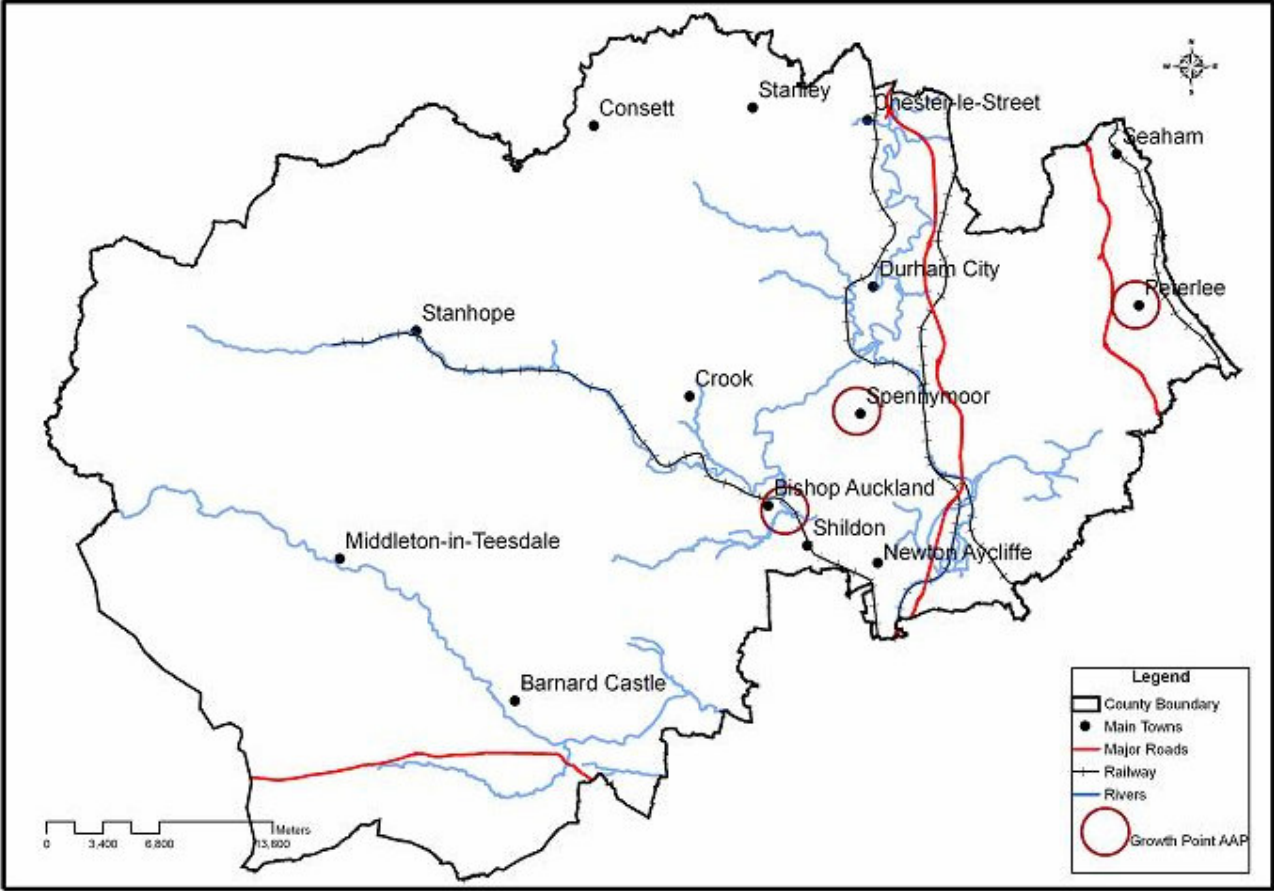 N
W E
S
Stanley
Consett
Chester-le-Street
Seaham
Durham City
Peterlee
Stanhope
Crook
Spennymoor
Bishop Auckland
Shildon
Middleton-in-Teesdale
Newton Aycliffe
Barnard Castle
Legend
County Boundary
Main Towns
Major Roads
Railway
Rivers
Growth Point AAP
Meters
0 3,400 6,800 13,600